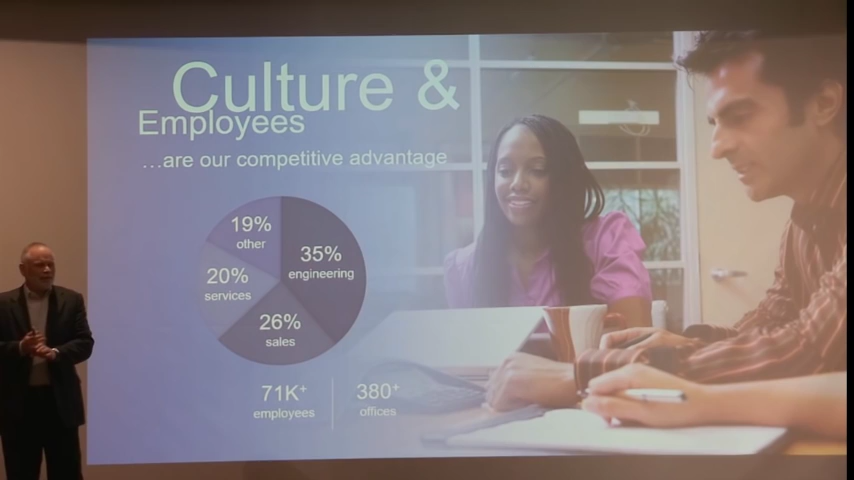 Culture &
Employees
…are our competitive advantage
19%
other
35%
engineering
20%
services
26%
sales
71K+
employees
380+
offices